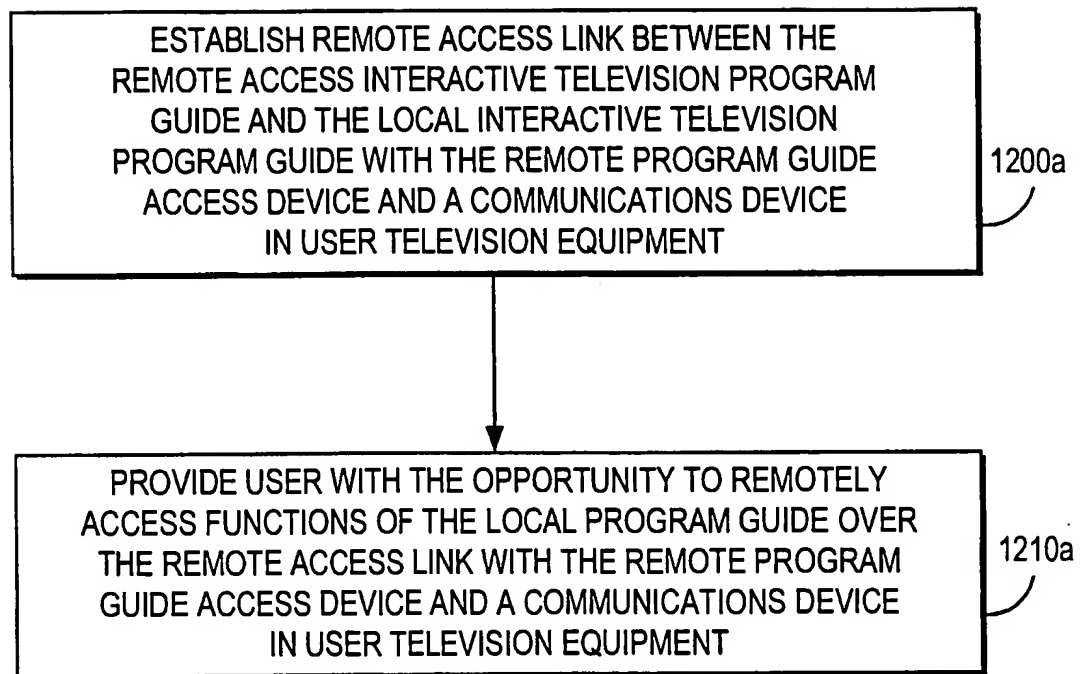 ESTABLISH REMOTE ACCESS LINK BETWEEN THE
REMOTE ACCESS INTERACTIVE TELEVISION PROGRAM
GUIDE AND THE LOCAL INTERACTIVE TELEVISION
PROGRAM GUIDE WITH THE REMOTE PROGRAM GUIDE
ACCESS DEVICE AND A COMMUNICATIONS DEVICE
IN USER TELEVISION EQUIPMENT
1200a
PROVIDE USER WITH THE OPPORTUNITY TO REMOTELY
ACCESS FUNCTIONS OF THE LOCAL PROGRAM GUIDE OVER
THE REMOTE ACCESS LINK WITH THE REMOTE PROGRAM
GUIDE ACCESS DEVICE AND A COMMUNICATIONS DEVICE
IN USER TELEVISION EQUIPMENT
1210a